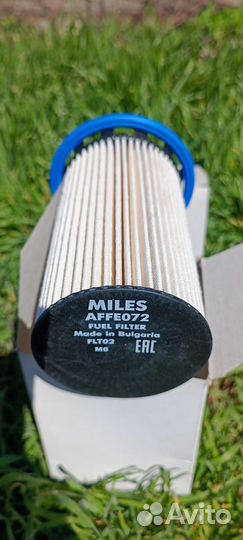 MILES
AFFE072
FUEL FILTER
Made in Bulgaria
FLT02
M6
EAC
Avito